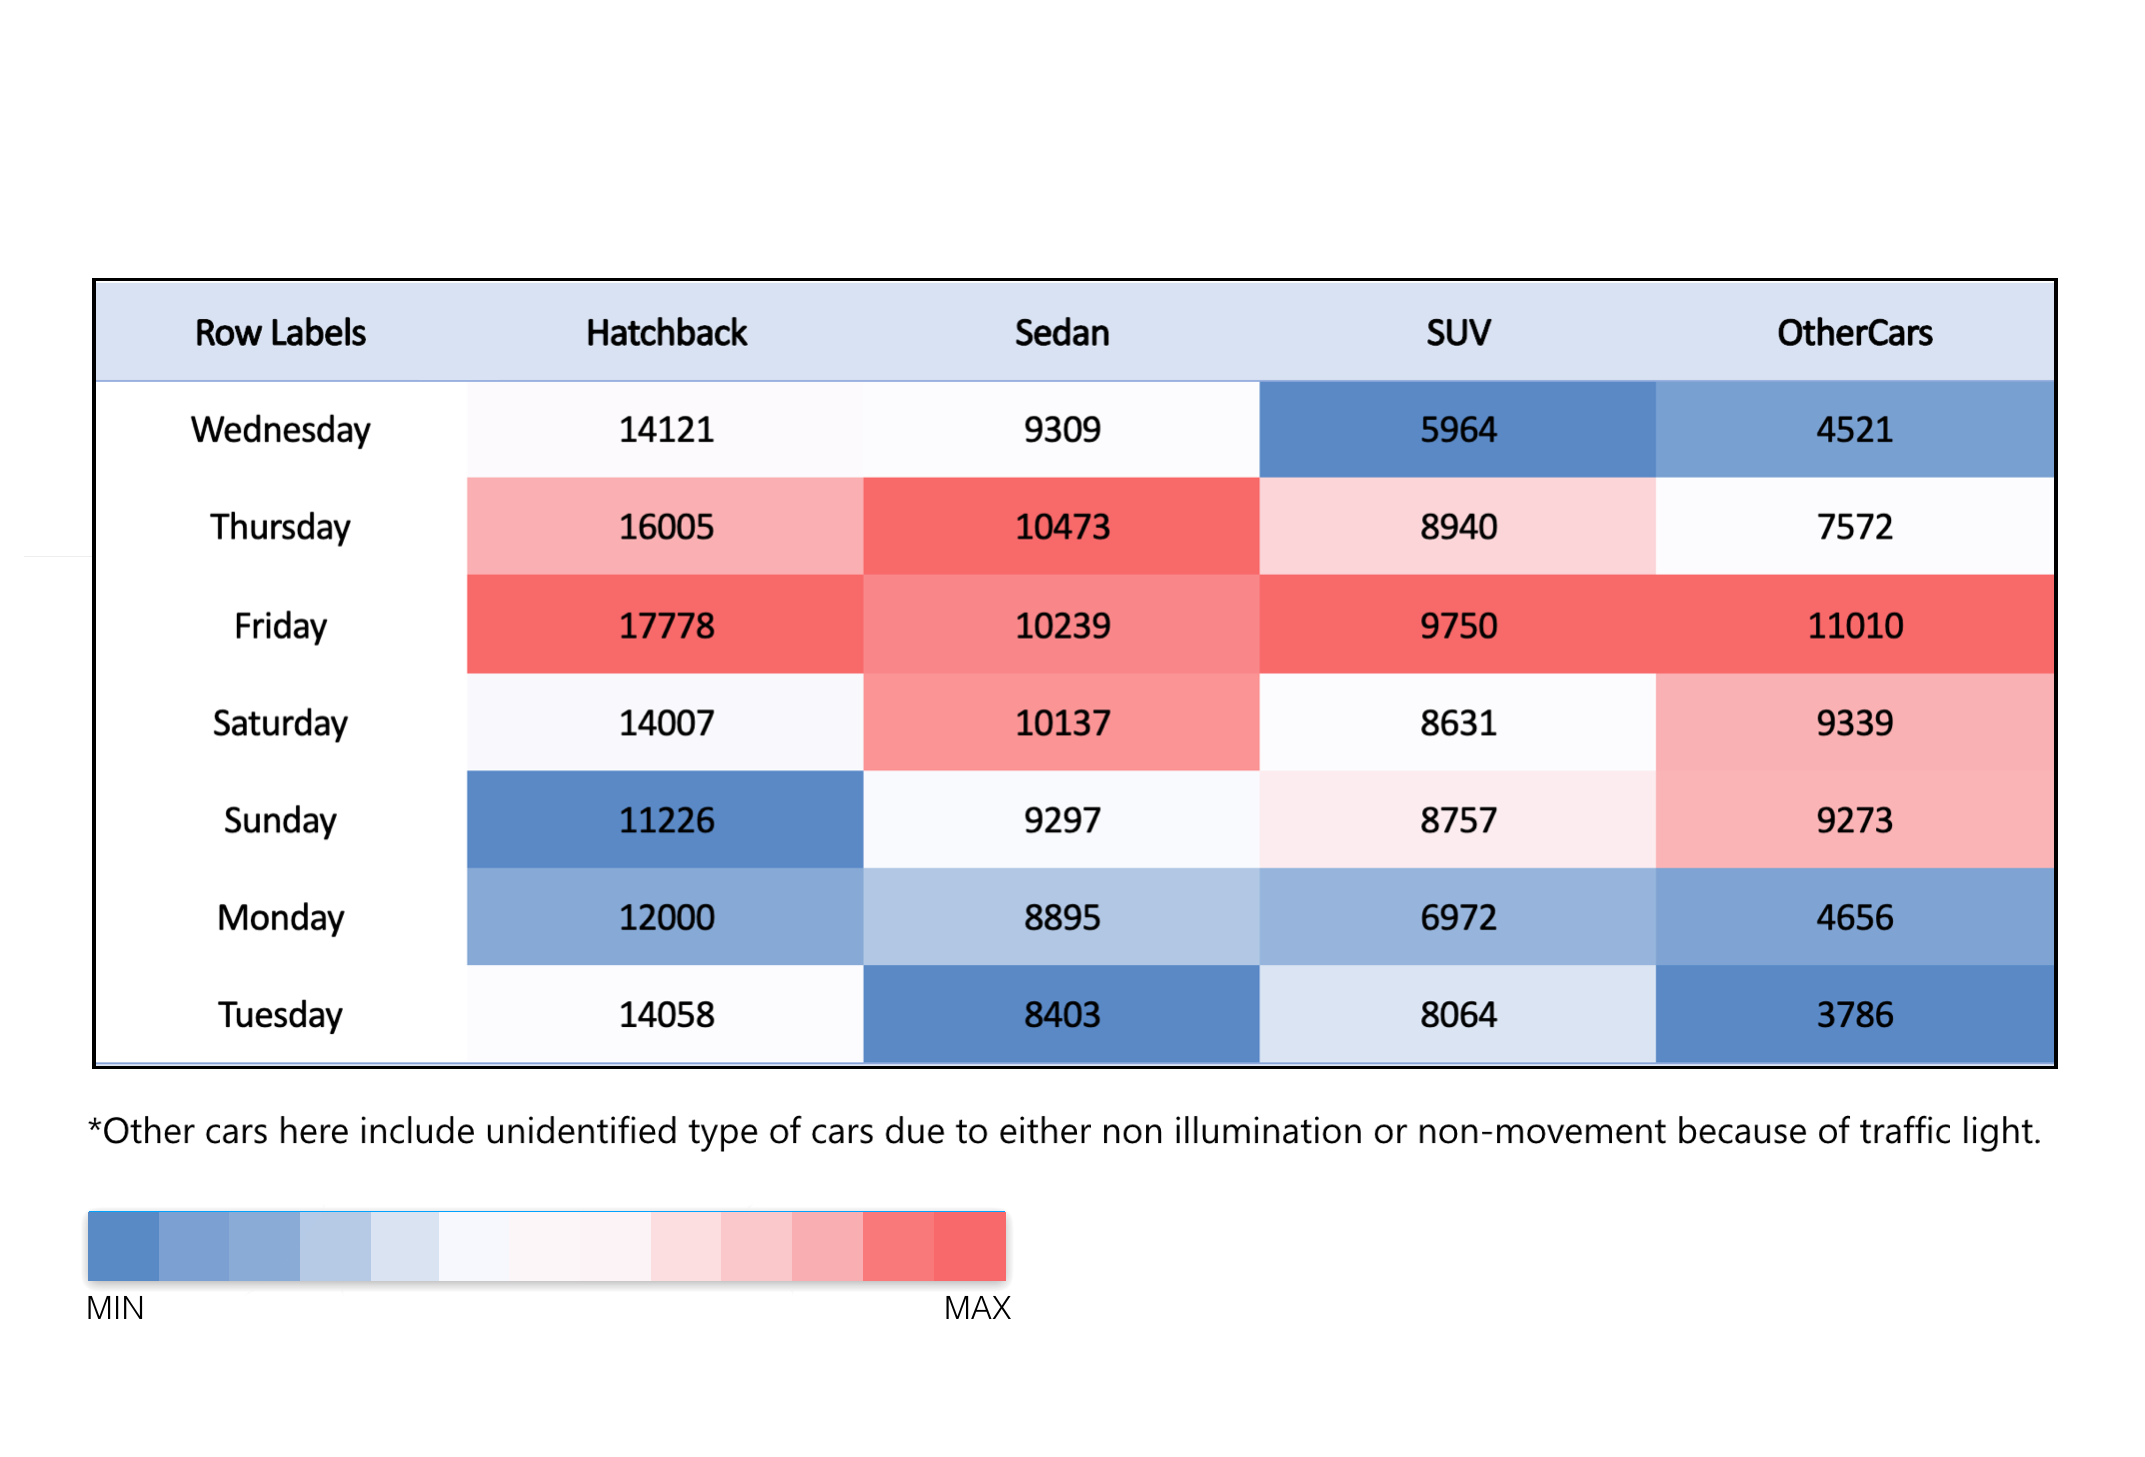 Row Labels Hatchback Sedan SUV OtherCars
Wednesday 14121 9309 5964 4521
Thursday 16005 10473 8940 7572
Friday 17778 10239 9750 11010
Saturday 14007 10137 8631 9339
Sunday 11226 9297 8757 9273
Monday 12000 8895 6972 4656
Tuesday 14058 8403 8064 3786
*Other cars here include unidentified type of cars due to either non illumination or non-movement because of traffic light.
MIN MAX